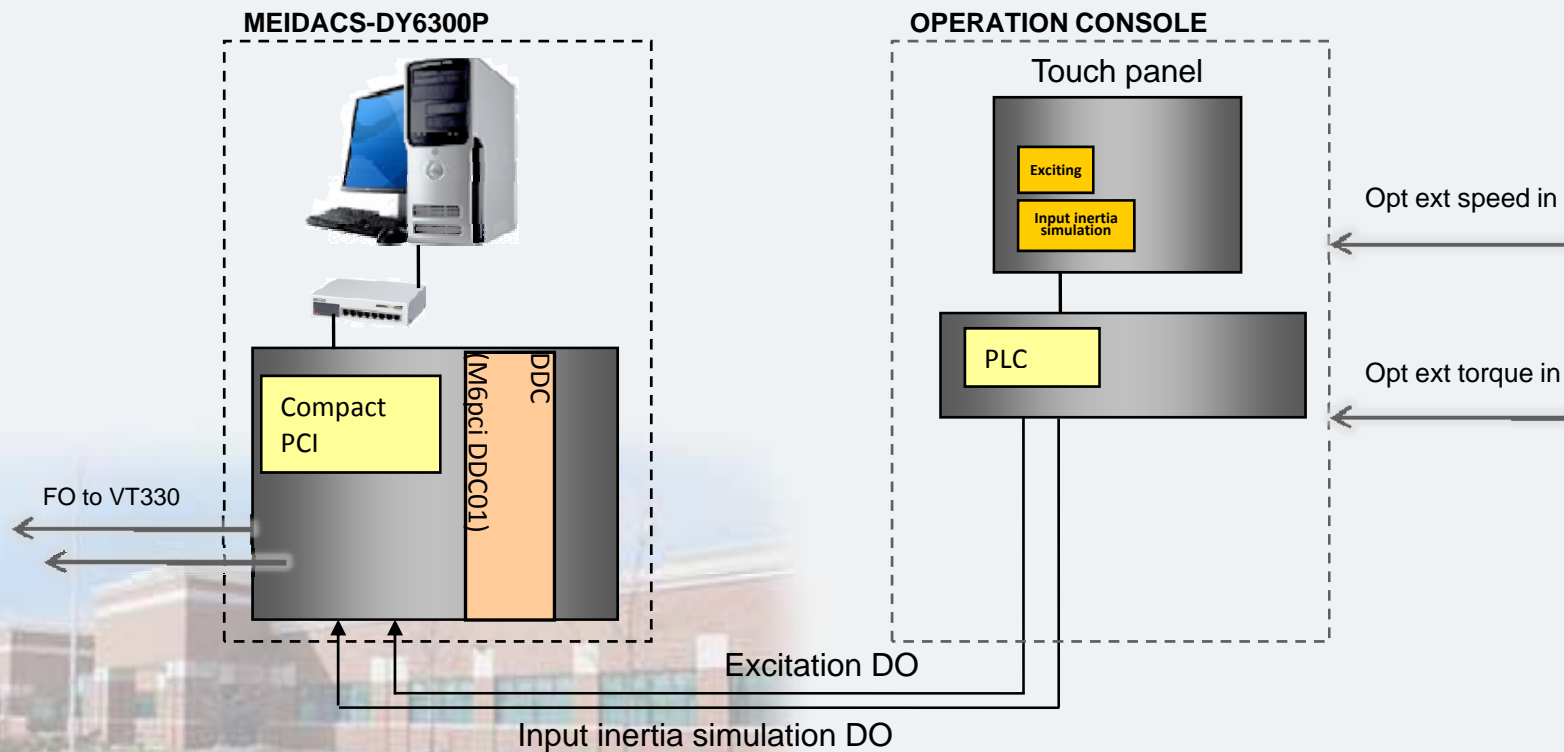 MEIDACS-DY6300P
OPERATION CONSOLE
Touch panel
Exciting
Input inertia
simulation
Opt ext speed in
PLC
Opt ext torque in
Compact
PCI
DDC
(M6pci DDC01)
FO to VT330
Excitation DO
Input inertia simulation DO